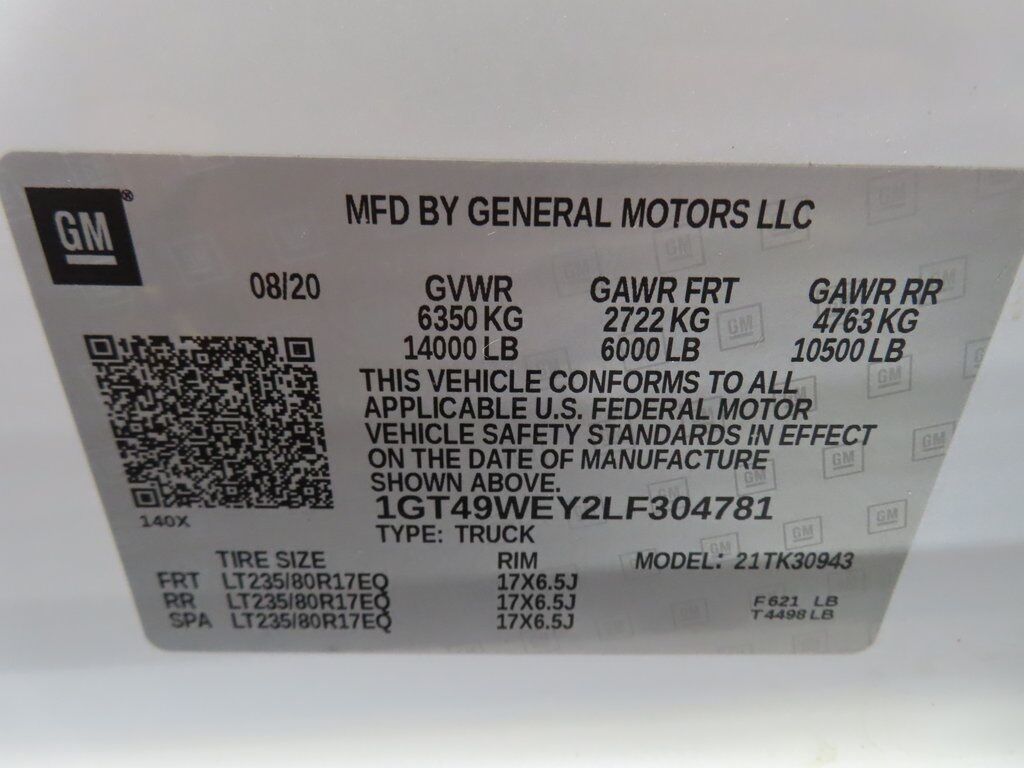 GM®
MFD BY GENERAL MOTORS LLC
08/20 GVWR GAWR FRT GAWR RR
6350 KG 2722 KG 4763 KG
14000 LB 6000 LB 10500 LB
THIS VEHICLE CONFORMS TO ALL
APPLICABLE U.S. FEDERAL MOTOR
VEHICLE SAFETY STANDARDS IN EFFECT
ON THE DATE OF MANUFACTURE
SHOWN ABOVE.
1GT49WEY2LF304781
140X
TYPE: TRUCK
TIRE SIZE RIM MODEL: 21TK30943
FRT LT235/80R17EQ 17X6.5J
RR LT235/80R17EQ 17X6.5J F621 LB
SPA LT235/80R17EQ 17X6.5J T4498LB